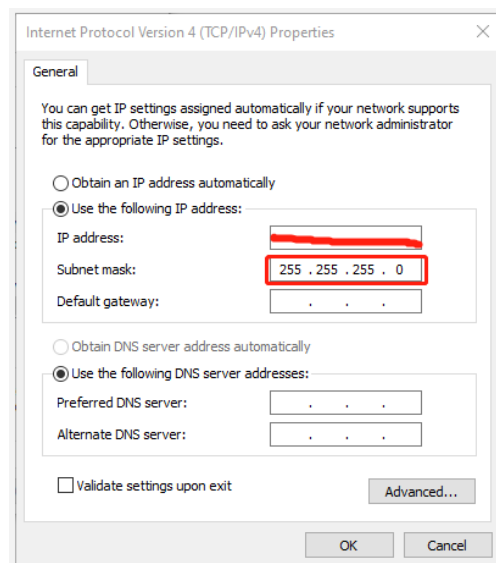 Internet Protocol Version 4 (TCP/IPv4) Properties
General
You can get IP settings assigned automatically if your network supports
this capability. Otherwise, you need to ask your network administrator
for the appropriate IP settings.
Obtain an IP address automatically
Use the following IP address:
IP address:
Subnet mask: 255 . 255 . 255 . 0
Default gateway: . . .
Obtain DNS server address automatically
Use the following DNS server addresses:
Preferred DNS server: . . .
Alternate DNS server: . . .
Validate settings upon exit
Advanced...
OK Cancel